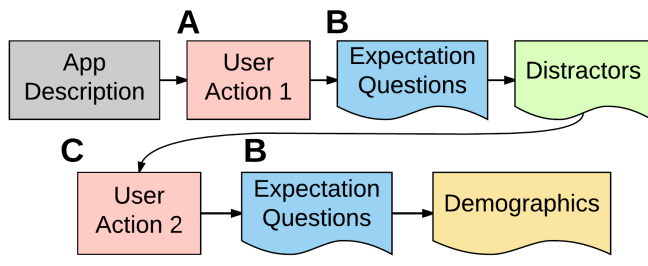 A
B
App
Description
User
Action 1
Expectation
Questions
Distractors
C
B
User
Action 2
Expectation
Questions
Demographics